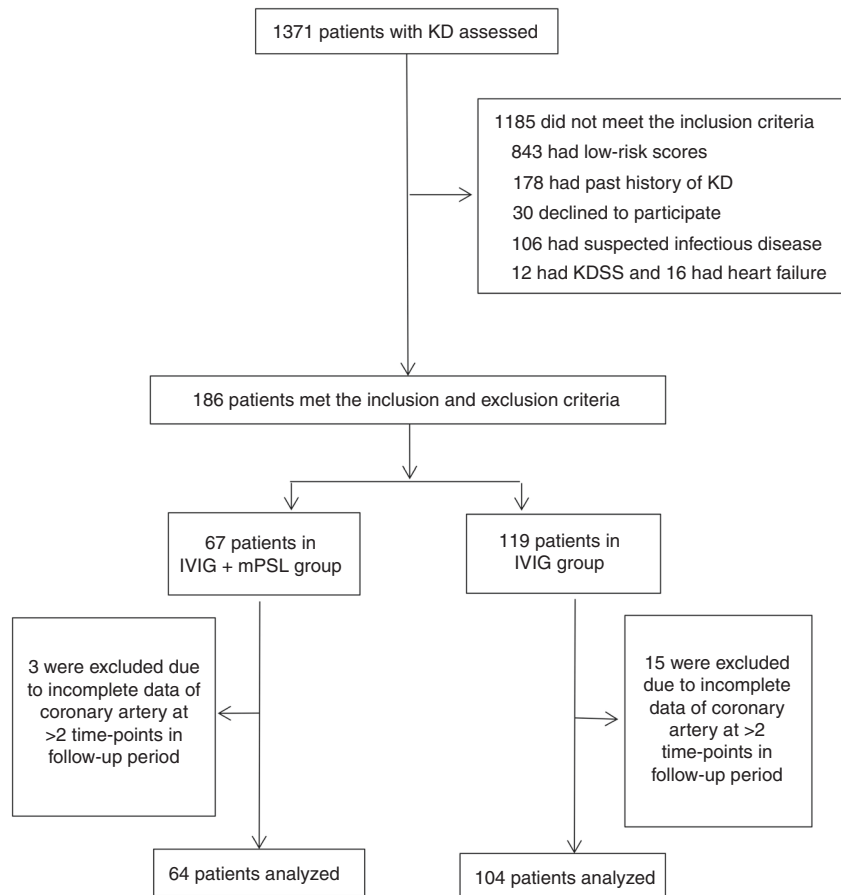 1371 patients with KD assessed
1185 did not meet the inclusion criteria
843 had low-risk scores
178 had past history of KD
30 declined to participate
106 had suspected infectious disease
12 had KDSS and 16 had heart failure
186 patients met the inclusion and exclusion criteria
67 patients in
IVIG + mPSL group
119 patients in
IVIG group
3 were excluded due
to incomplete data of
coronary artery at
>2 time-points in
follow-up period
15 were excluded
due to incomplete
data of coronary
artery at >2
time-points in
follow-up period
64 patients analyzed
104 patients analyzed